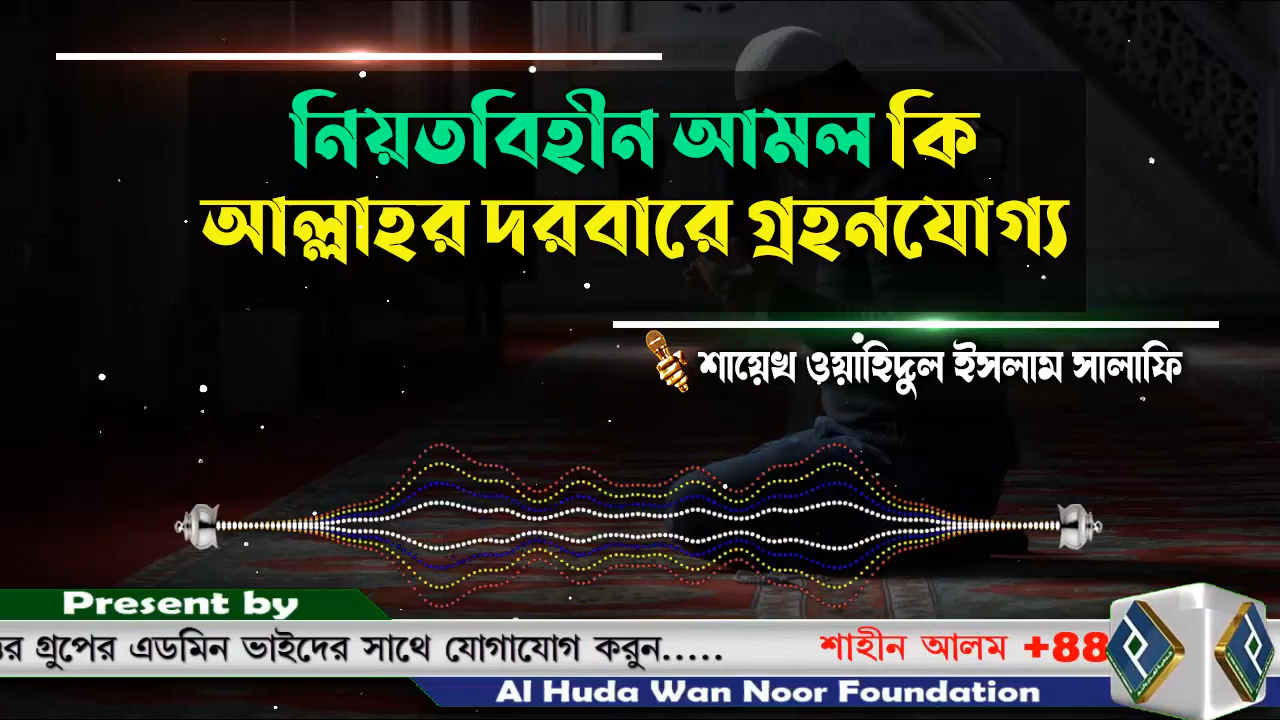 নিয়তবিহীন আমল কি
আল্লাহর দরবারে গ্রহনযোগ্য
শায়েখ ওয়াহিদুল ইসলাম সালাফি
Present by
গ্রুপের এডমিন ভাইদের সাথে যোগাযোগ করুন..... শাহীন আলম +88
Al Huda Wan Noor Foundation